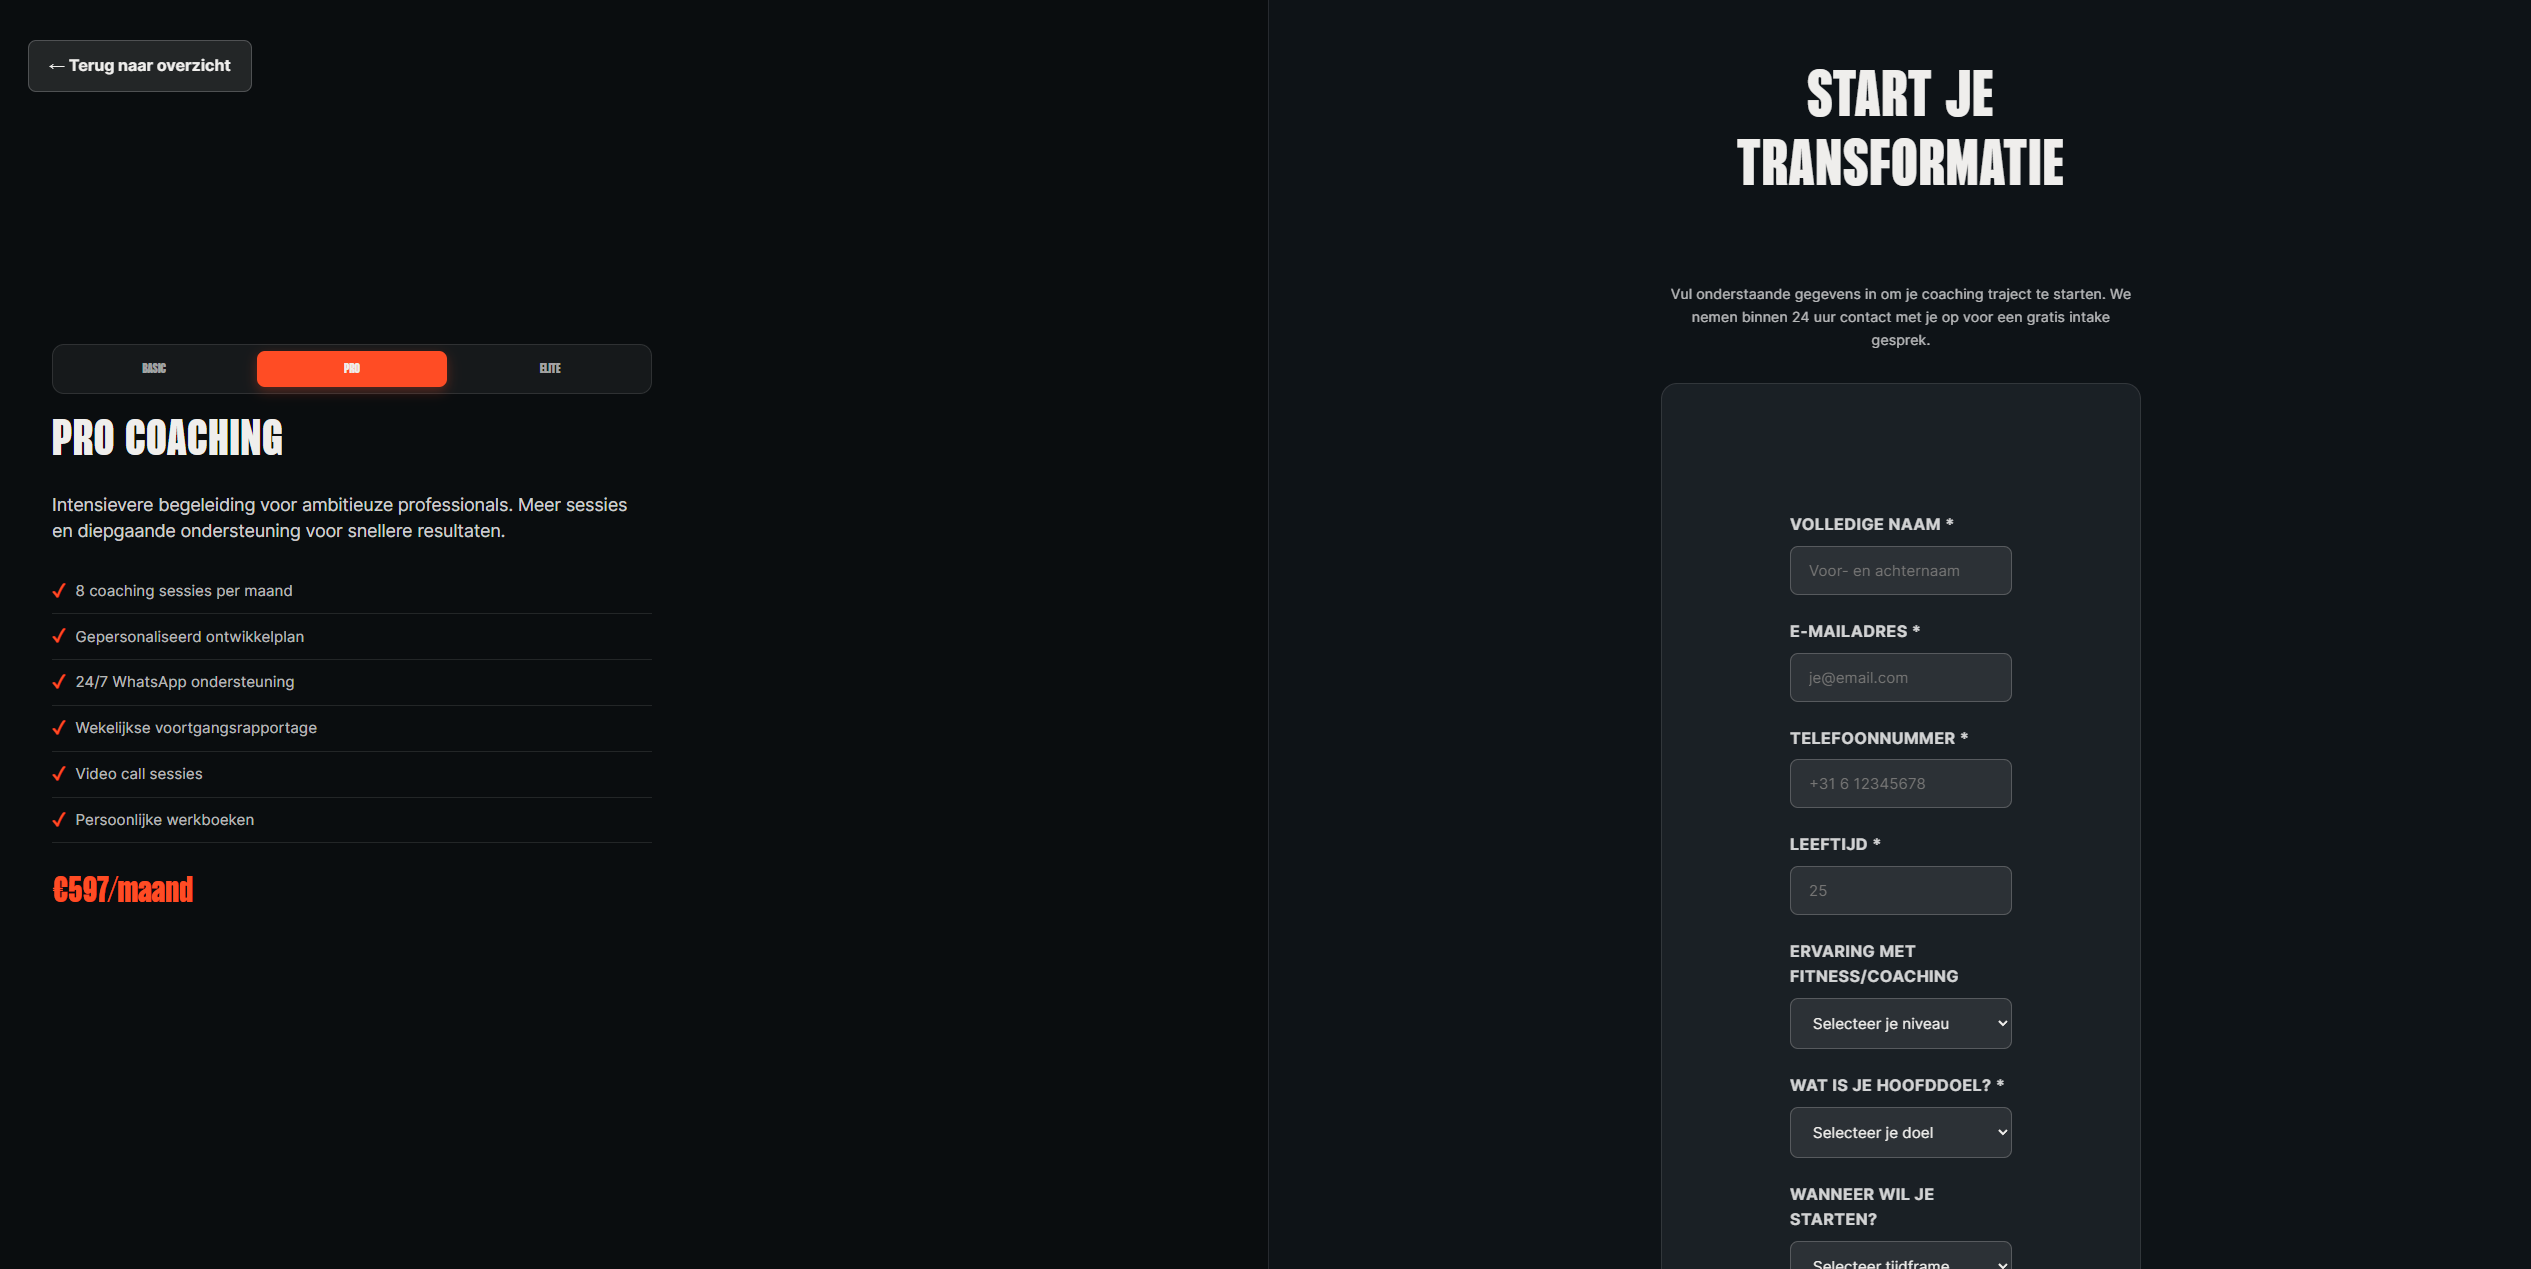 ← Terug naar overzicht
BASIC
PRO
ELITE
PRO COACHING
Intensievere begeleiding voor ambitieuze professionals. Meer sessies
en diepgaande ondersteuning voor snellere resultaten.
✓ 8 coaching sessies per maand
✓ Gepersonaliseerd ontwikkelplan
✓ 24/7 WhatsApp ondersteuning
✓ Wekelijkse voortgangsrapportage
✓ Video call sessies
✓ Persoonlijke werkboeken
€597/maand
START JE
TRANSFORMATIE
Vul onderstaande gegevens in om je coaching traject te starten. We
nemen binnen 24 uur contact met je op voor een gratis intake
gesprek.
VOLLEDIGE NAAM *
Voor- en achternaam
E-MAILADRES *
je@email.com
TELEFOONNUMMER *
+31 6 12345678
LEEFTIJD *
25
ERVARING MET
FITNESS/COACHING
Selecteer je niveau
WAT IS JE HOOFDDOEL? *
Selecteer je doel
WANNEER WIL JE
STARTEN?
Selecteer tijdframe